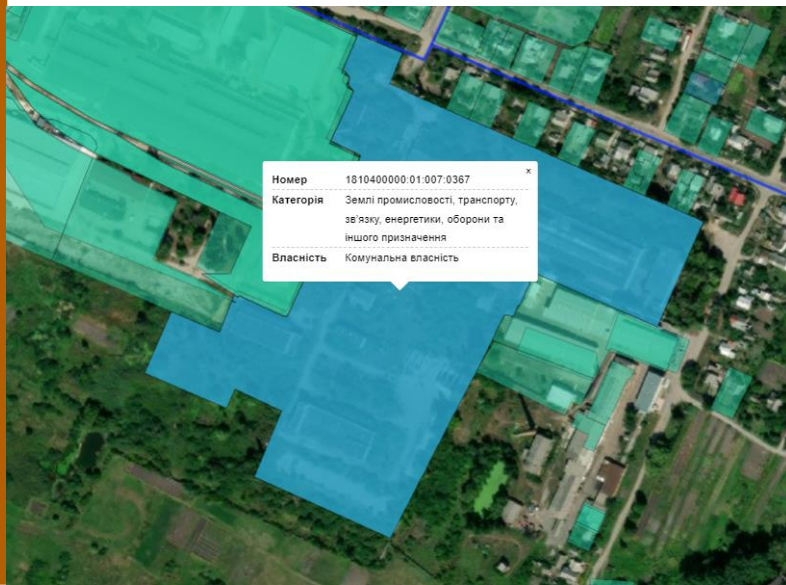 ×
Номер 1810400000:01:007:0367
Категорія Землі промисловості, транспорту,
зв'язку, енергетики, оборони та
іншого призначення
Власність Комунальна власність